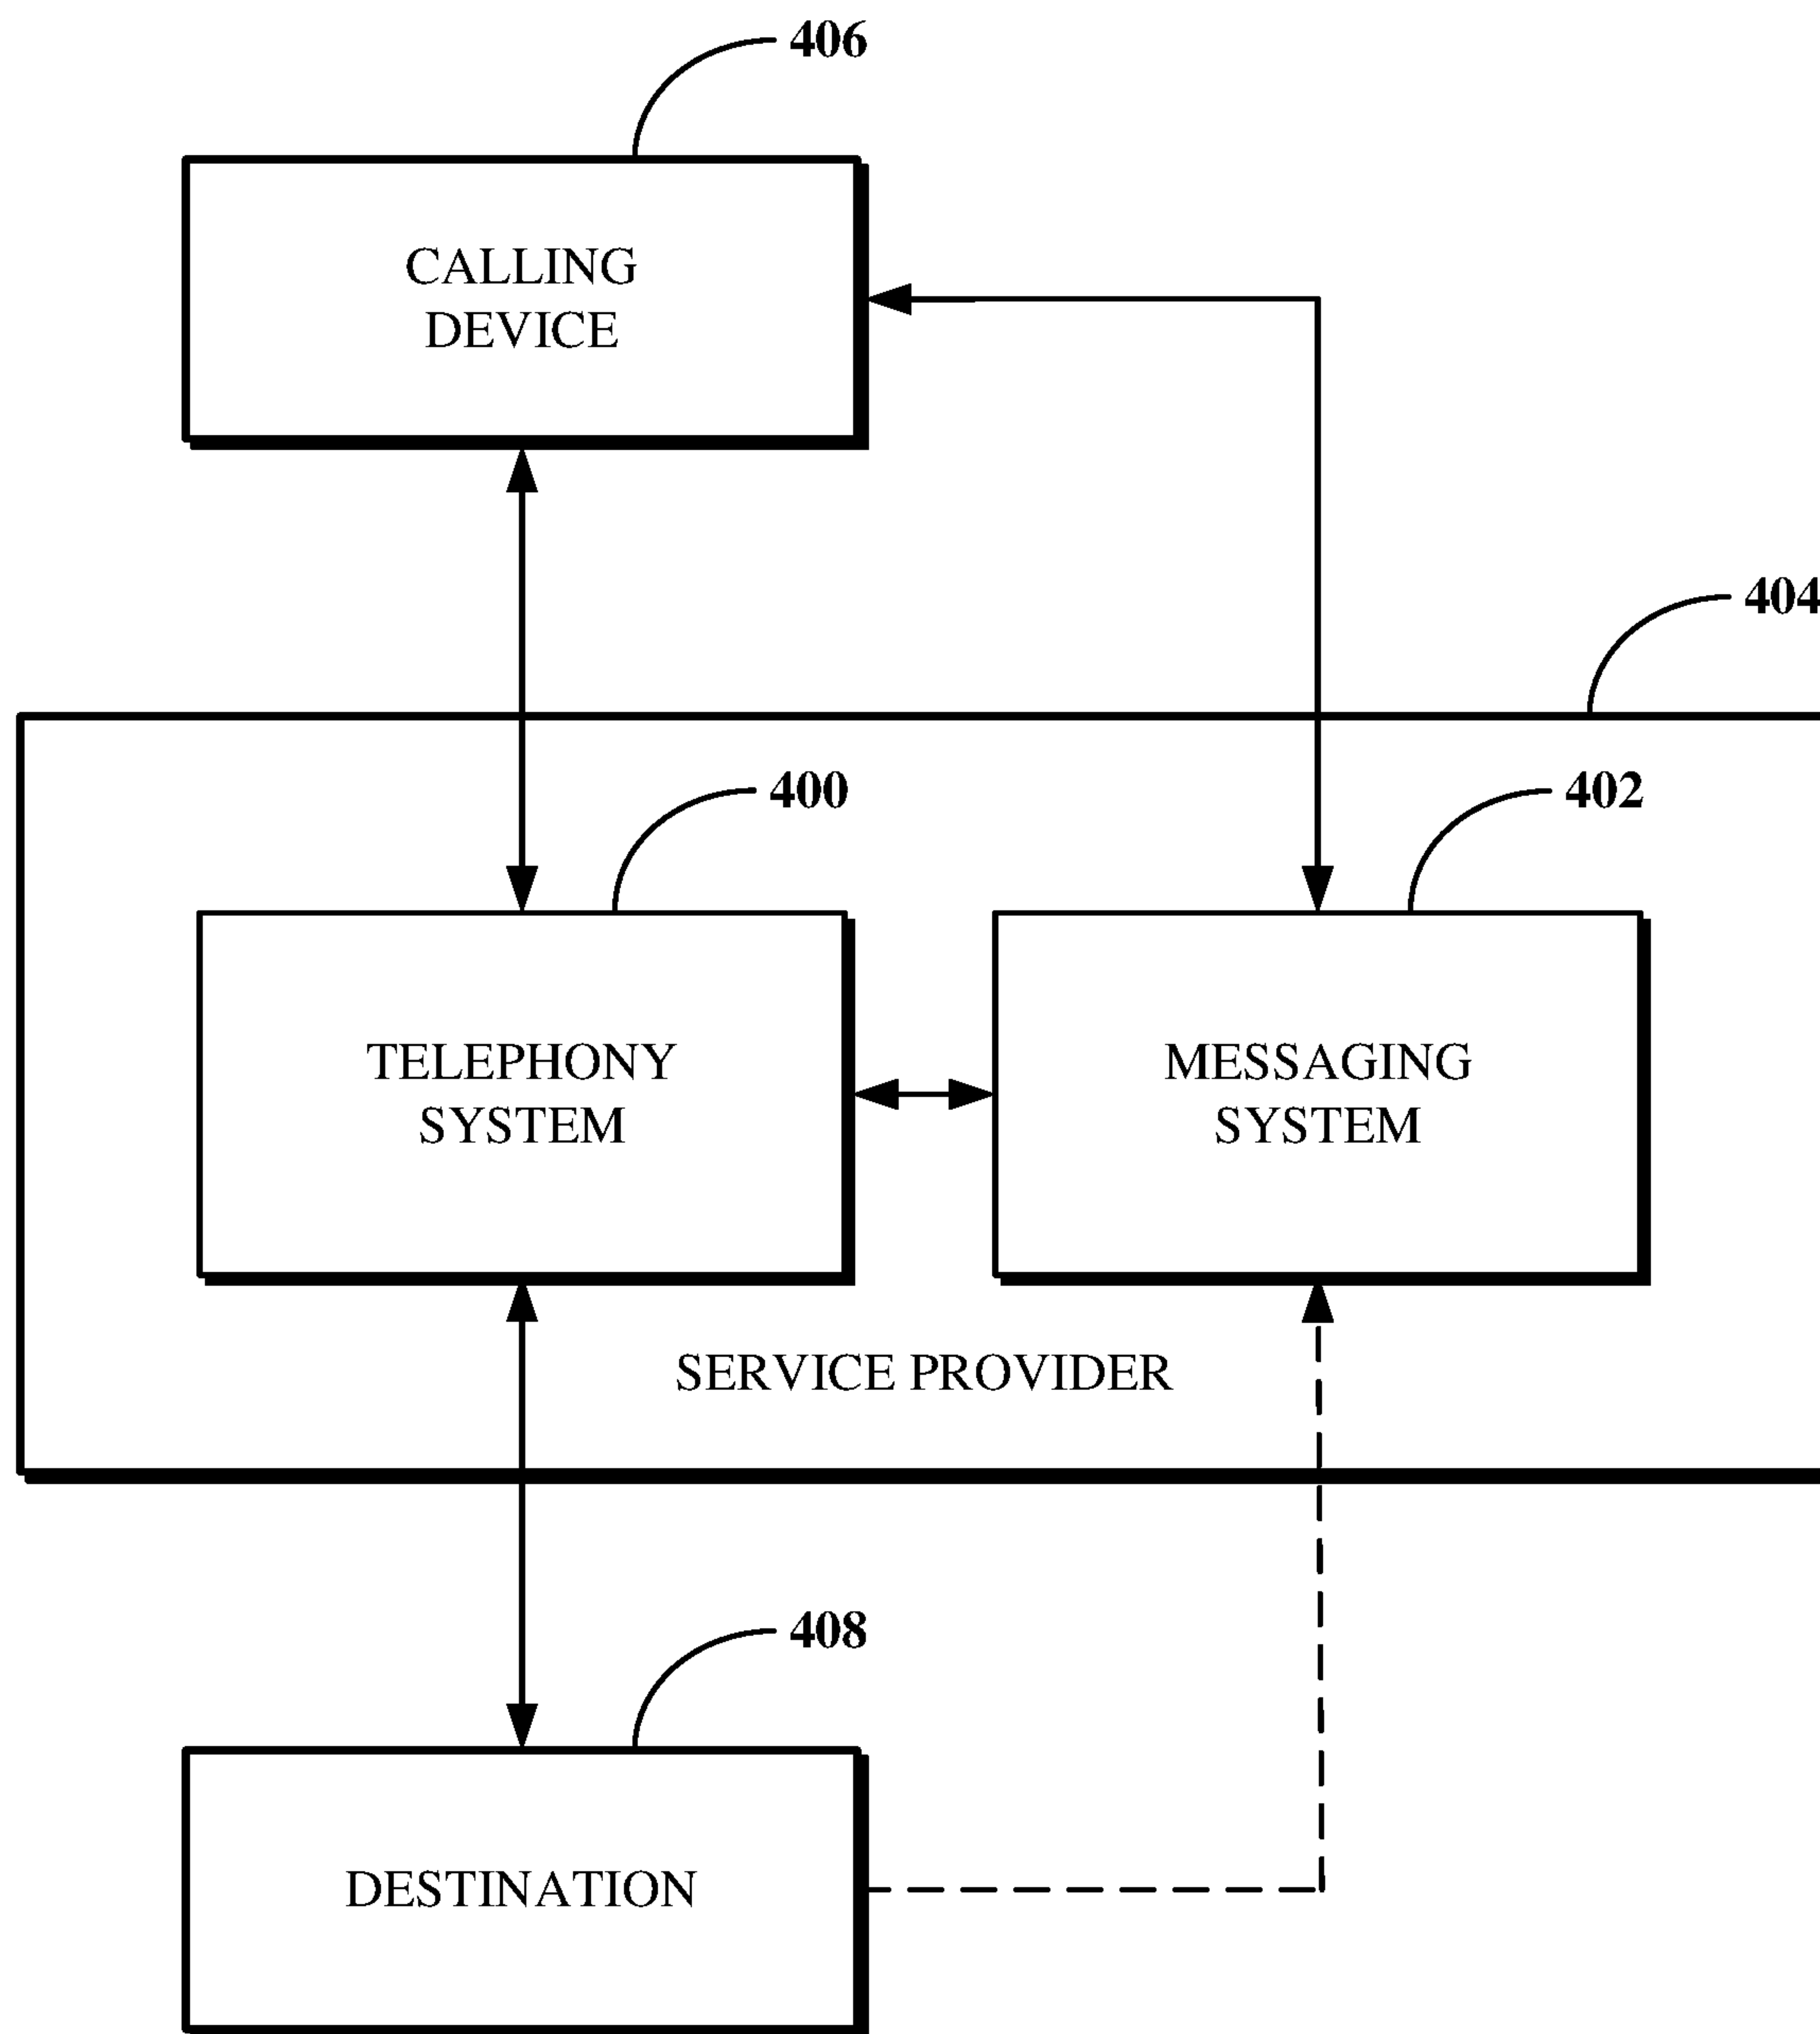 406
CALLING
DEVICE
404
400
402
TELEPHONY
SYSTEM
MESSAGING
SYSTEM
SERVICE PROVIDER
408
DESTINATION